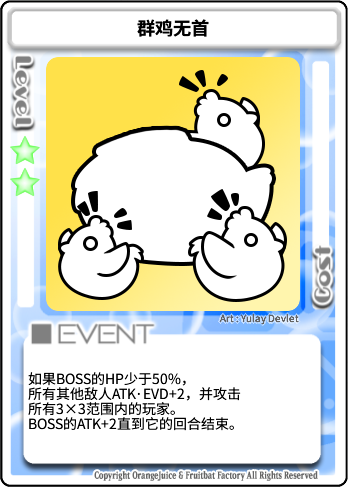 群鸡无首
Level
Cost
Art : Yulay Devlet
EVENT
如果BOSS的HP少于50%，
所有其他敌人ATK·EVD+2，并攻击
所有3×3范围内的玩家。
BOSS的ATK+2直到它的回合结束。
Copyright OrangeJuice & Fruitbat Factory All Rights Reserved